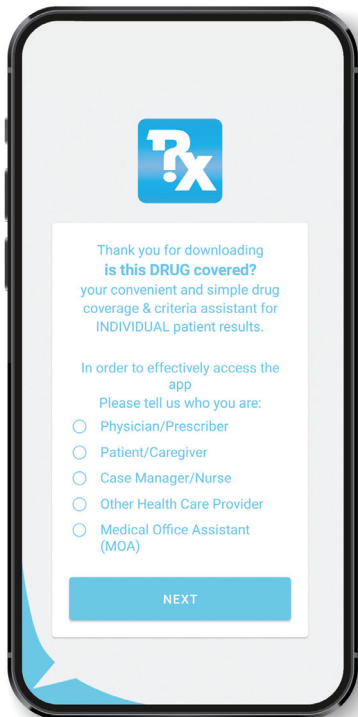 ?x
Thank you for downloading
is this DRUG covered?
your convenient and simple drug
coverage & criteria assistant for
INDIVIDUAL patient results.
In order to effectively access the
app
Please tell us who you are:
Physician/Prescriber
Patient/Caregiver
Case Manager/Nurse
Other Health Care Provider
Medical Office Assistant
(MOA)
NEXT